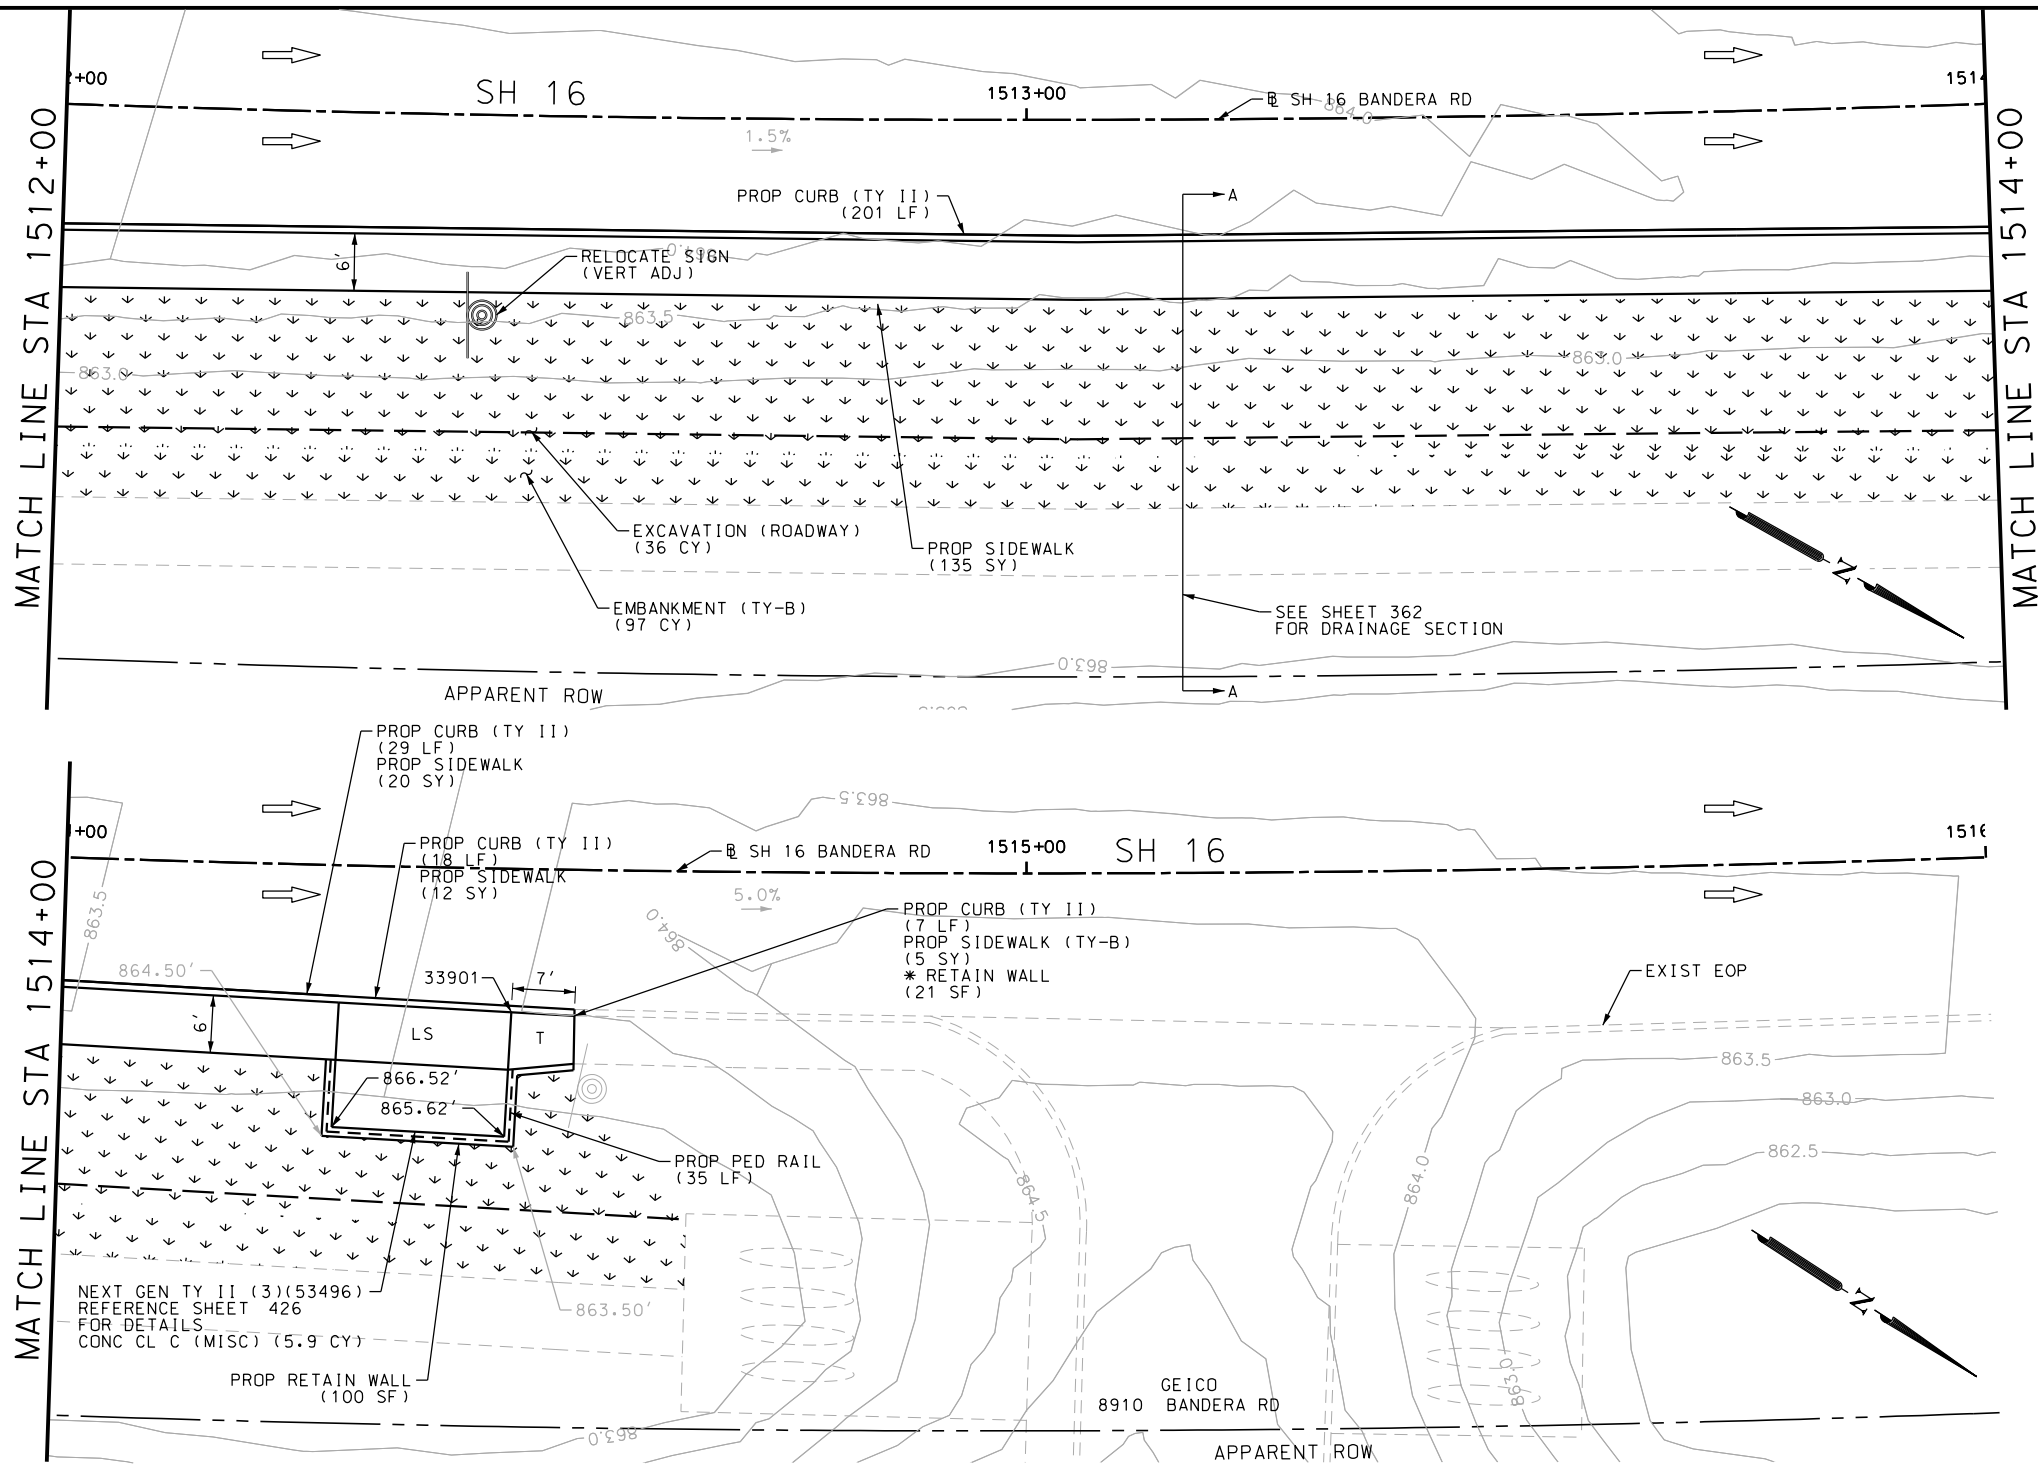 2+00
SH 16
1513+00
℄ SH 16 BANDERA RD
864.0
1514
1.5%
PROP CURB (TY II)
(201 LF)
A
MATCH LINE STA 1512+00
MATCH LINE STA 1514+00
6'
RELOCATE SIGN
(VERT ADJ)
863.5
863.0
863.0
EXCAVATION (ROADWAY)
(36 CY)
PROP SIDEWALK
(135 SY)
N
EMBANKMENT (TY-B)
(97 CY)
SEE SHEET 362
FOR DRAINAGE SECTION
863.0
APPARENT ROW
A
PROP CURB (TY II)
(29 LF)
PROP SIDEWALK
(20 SY)
863.5
+00
PROP CURB (TY II)
(18 LF)
PROP SIDEWALK
(12 SY)
℄ SH 16 BANDERA RD
1515+00
SH 16
1516
5.0%
863.5
864.0
PROP CURB (TY II)
(7 LF)
PROP SIDEWALK (TY-B)
(5 SY)
* RETAIN WALL
(21 SF)
MATCH LINE STA 1514+00
864.50'
33901
7'
EXIST EOP
6'
LS
T
863.5
866.52'
865.62'
863.0
PROP PED RAIL
(35 LF)
862.5
864.0
864.5
NEXT GEN TY II (3)(53496)
REFERENCE SHEET 426
FOR DETAILS
CONC CL C (MISC) (5.9 CY)
863.50'
N
PROP RETAIN WALL
(100 SF)
GEICO
8910 BANDERA RD
863.0
863.0
APPARENT ROW